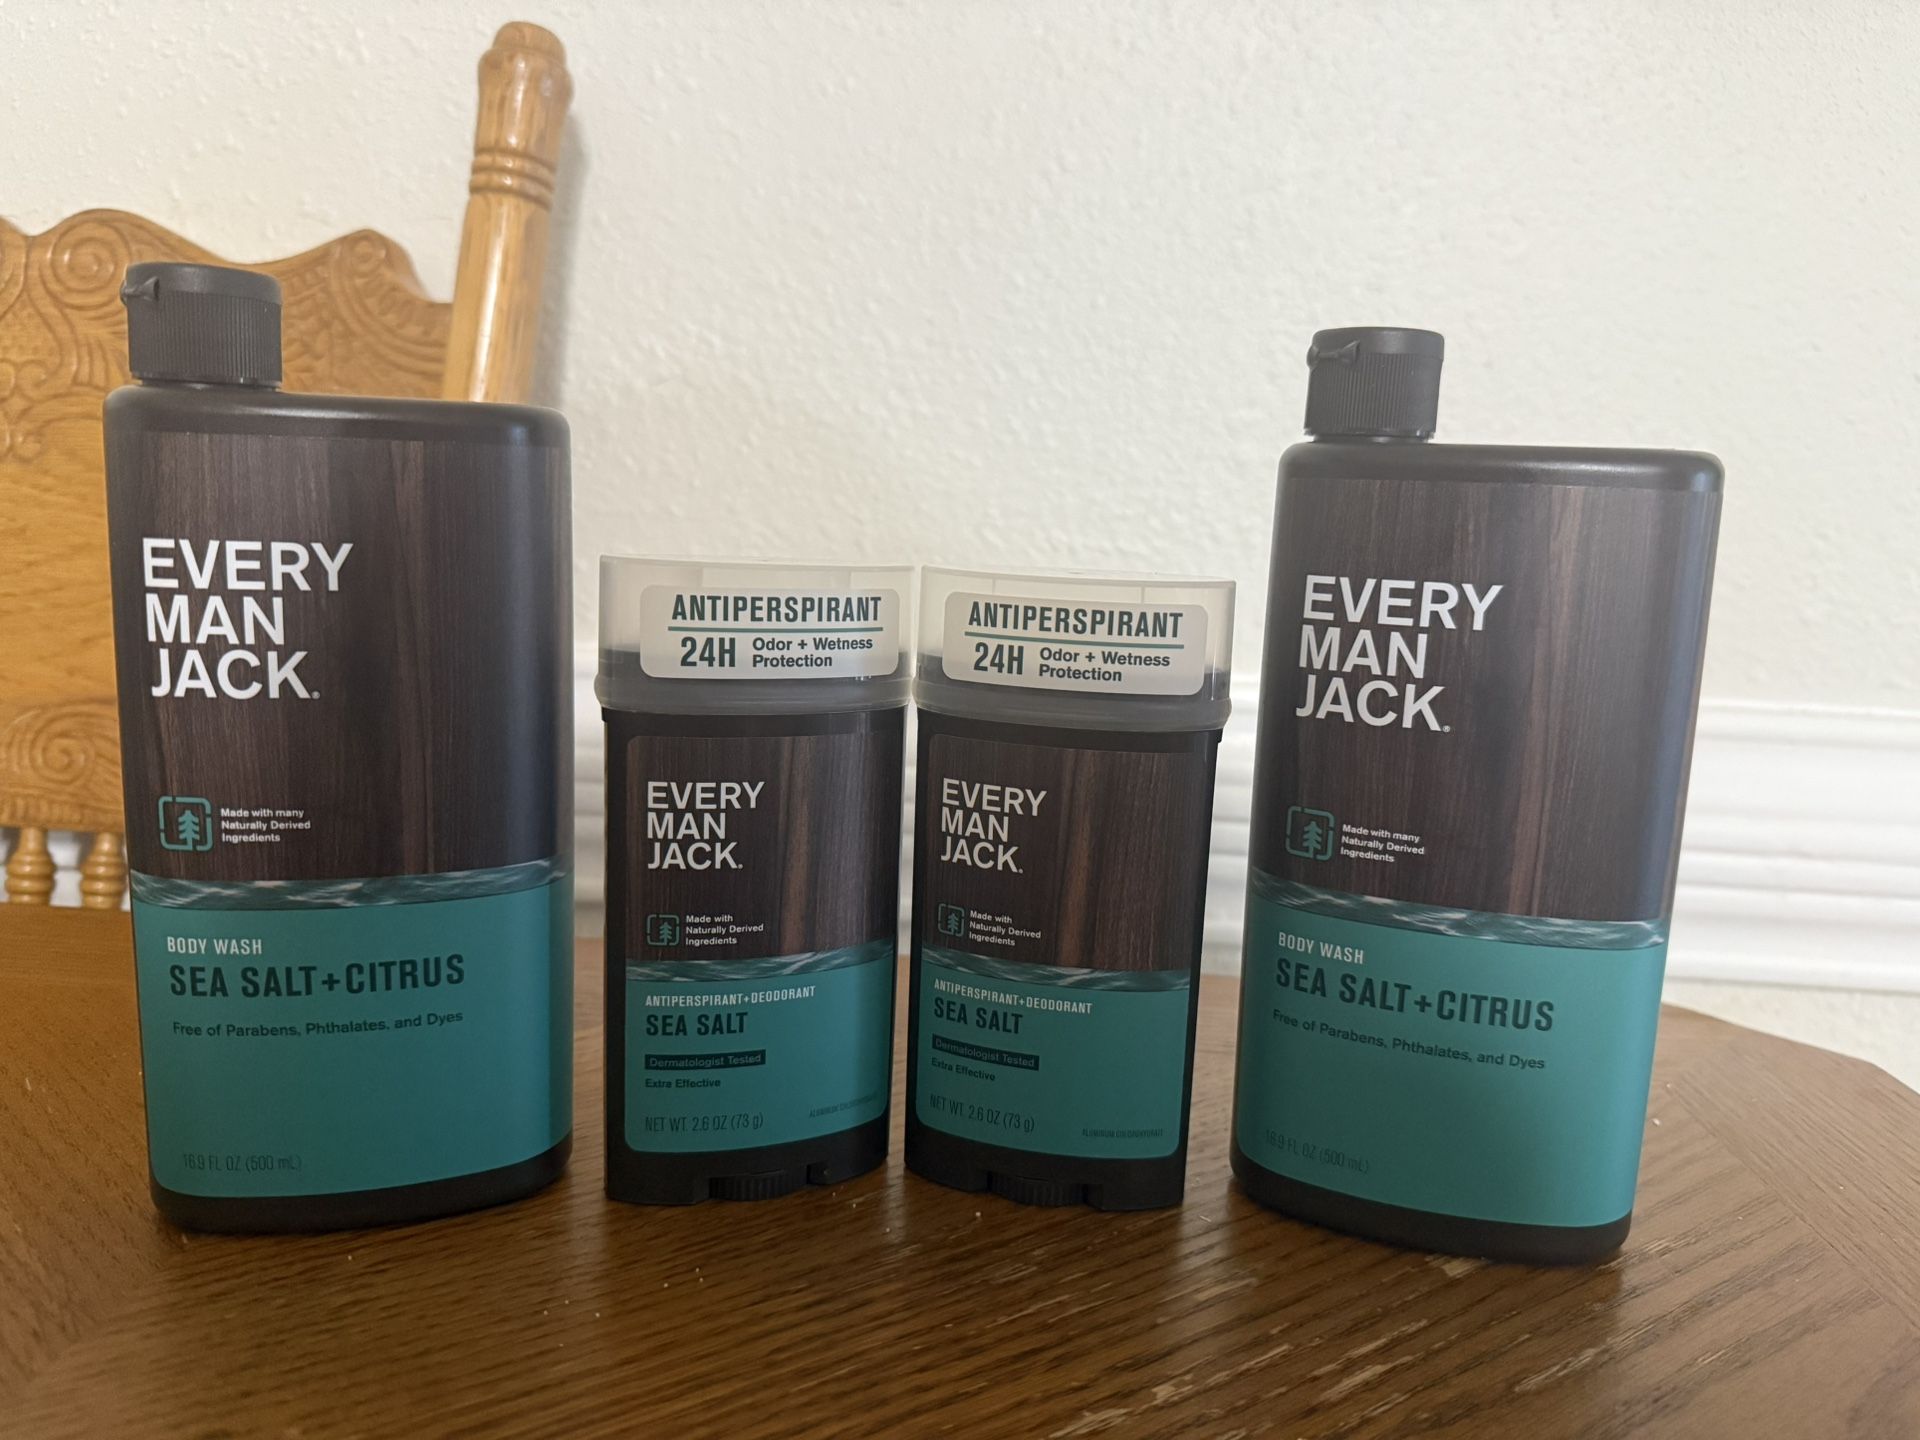 EVERY
MAN
JACK.
Made with many
Naturally Derived
Ingredients
BODY WASH
SEA SALT+CITRUS
Free of Parabens, Phthalates, and Dyes
16.9 FL OZ (500 mL)
ANTIPERSPIRANT
24H Odor + Wetness
Protection
EVERY
MAN
JACK.
Made with
Naturally Derived
Ingredients
ANTIPERSPIRANT+DEODORANT
SEA SALT
Dermatologist Tested
Extra Effective
NET WT. 2.6 OZ (73 g)
ALUMINUM CHLOROHYDRATE
ANTIPERSPIRANT
24H Odor + Wetness
Protection
EVERY
MAN
JACK.
Made with
Naturally Derived
Ingredients
ANTIPERSPIRANT+DEODORANT
SEA SALT
Dermatologist Tested
Extra Effective
NET WT. 2.6 OZ (73 g)
ALUMINUM CHLOROHYDRATE
EVERY
MAN
JACK.
Made with many
Naturally Derived
Ingredients
BODY WASH
SEA SALT+CITRUS
Free of Parabens, Phthalates, and Dyes
16.9 FL OZ (500 mL)